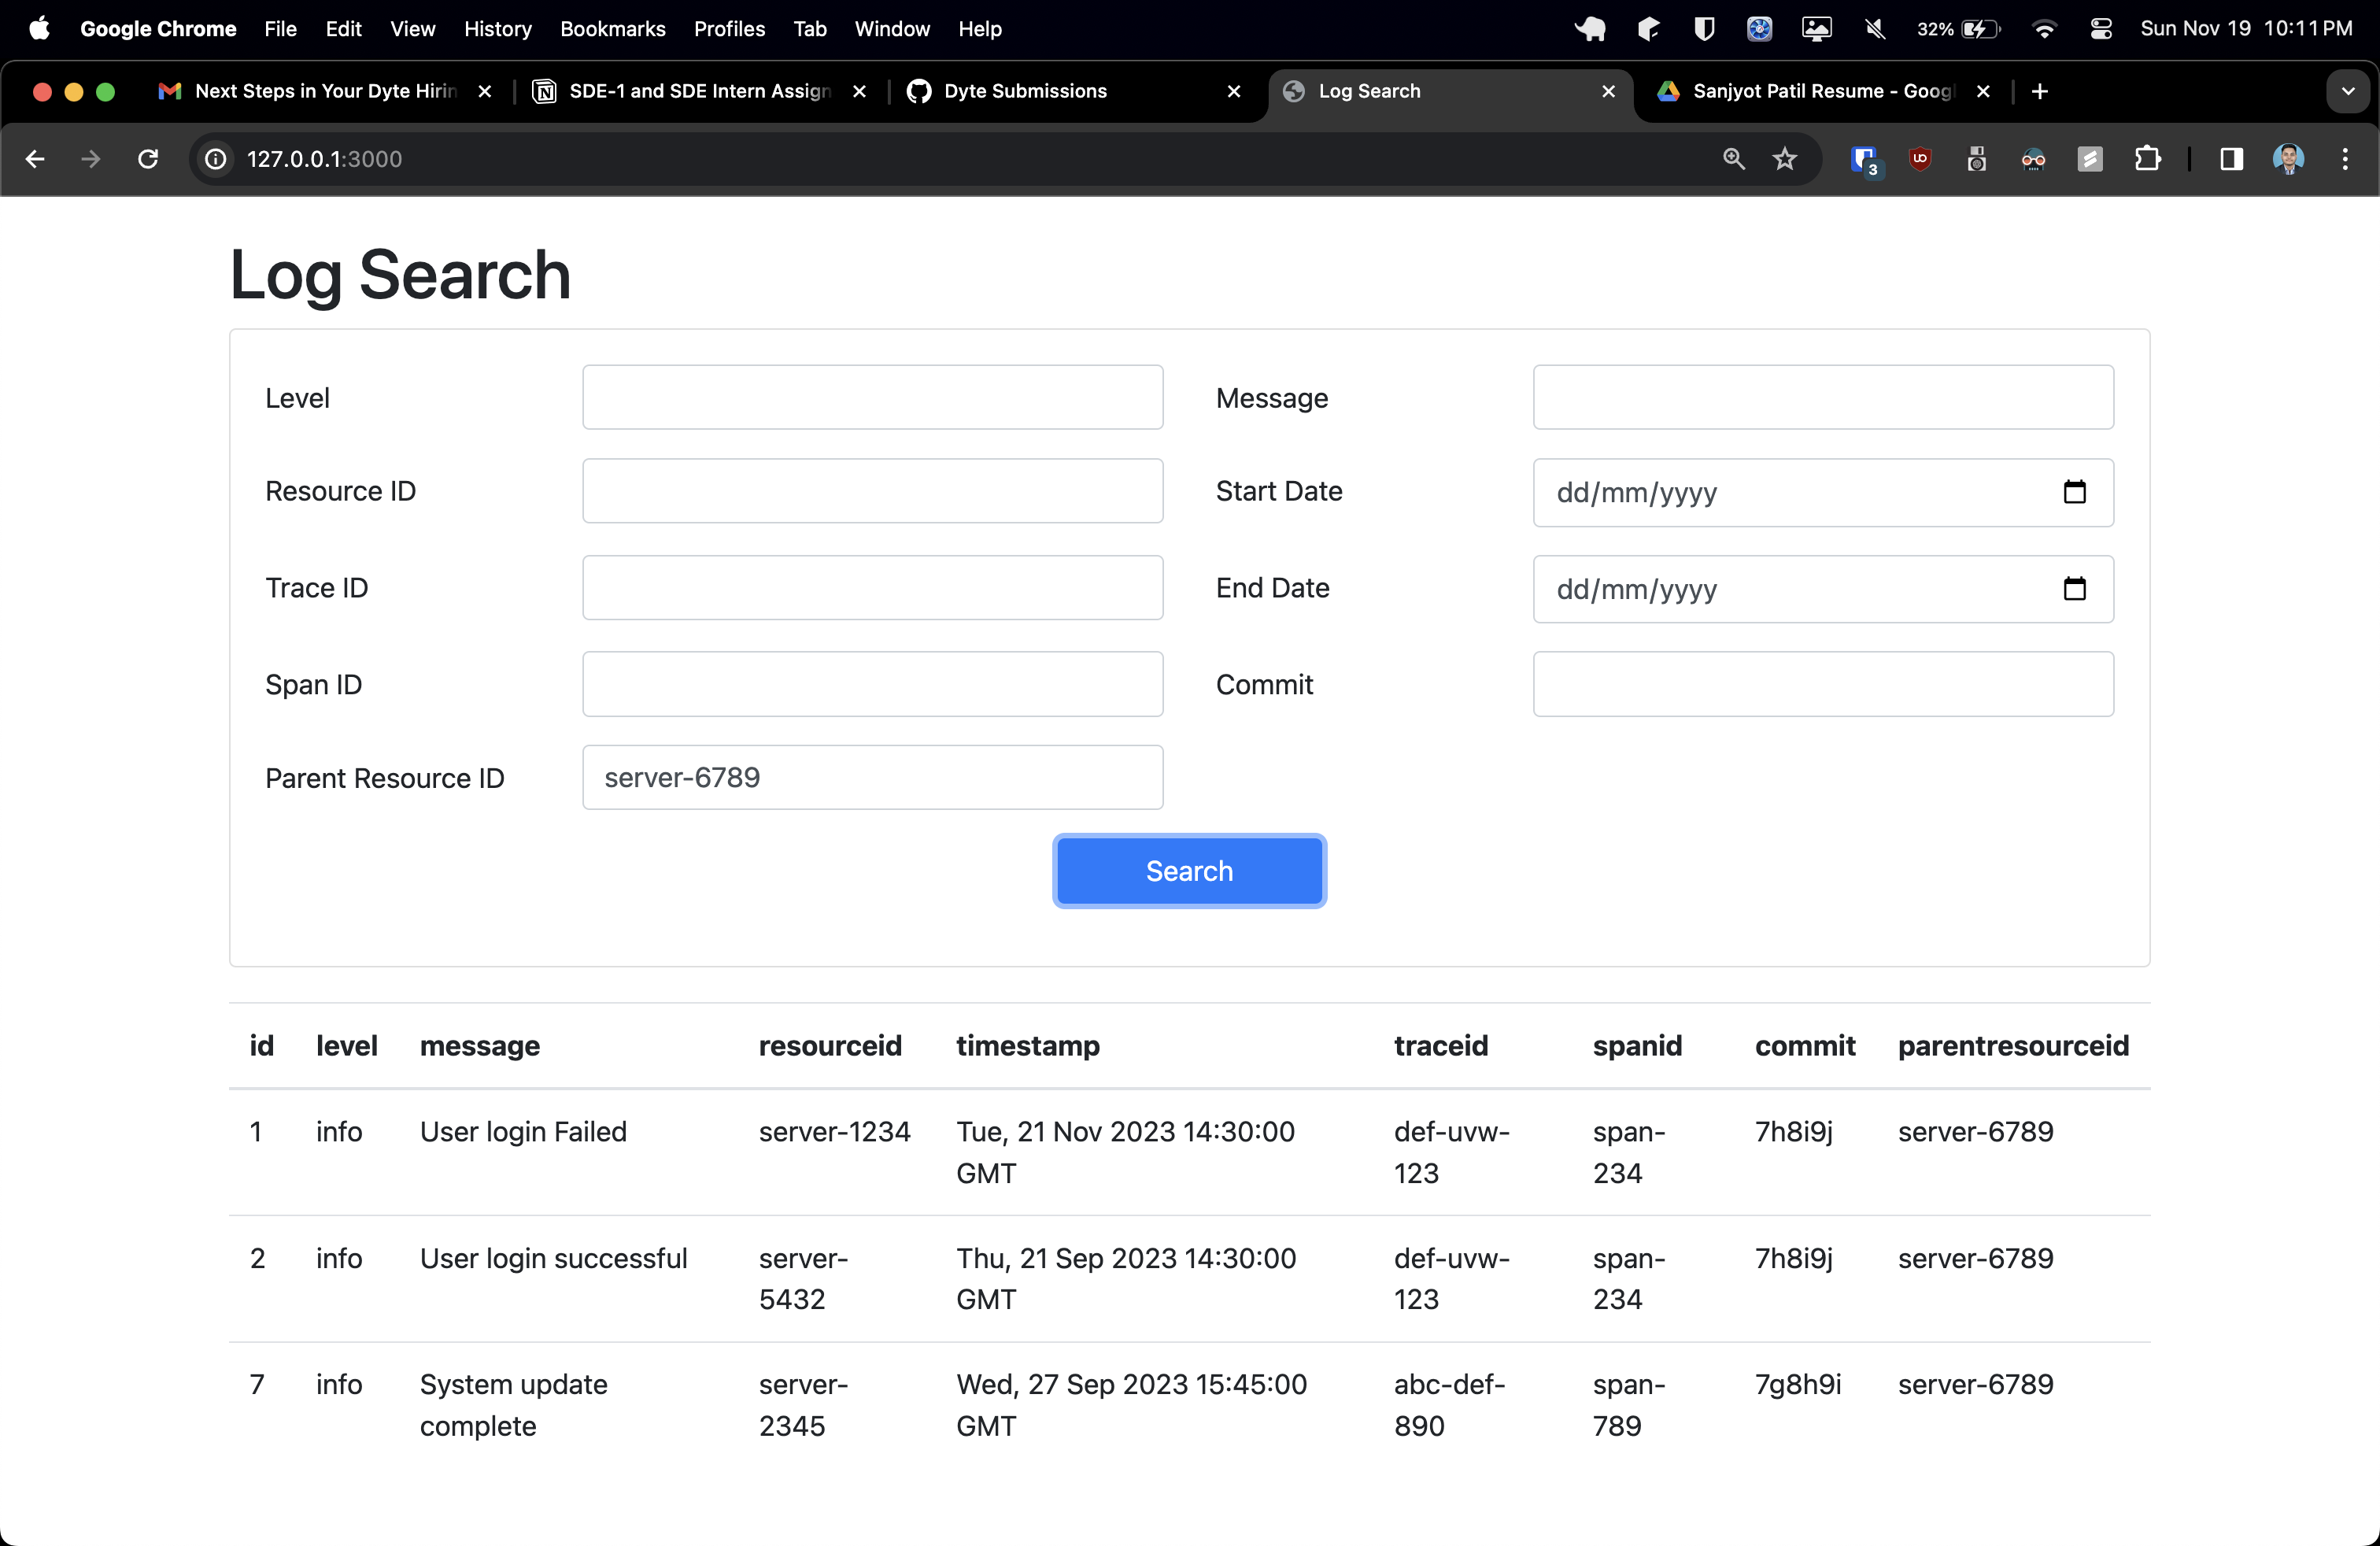 Google Chrome File Edit View History Bookmarks Profiles Tab Window Help 32% Sun Nov 19 10:11 PM
Next Steps in Your Dyte Hirin SDE-1 and SDE Intern Assign Dyte Submissions Log Search Sanjyot Patil Resume - Googl
127.0.0.1:3000 3
Log Search
Level Message
Resource ID Start Date dd/mm/yyyy
Trace ID End Date dd/mm/yyyy
Span ID Commit
Parent Resource ID server-6789
Search
id level message resourceid timestamp traceid spanid commit parentresourceid
1 info User login Failed server-1234 Tue, 21 Nov 2023 14:30:00 def-uvw- span- 7h8i9j server-6789
GMT 123 234
2 info User login successful server- Thu, 21 Sep 2023 14:30:00 def-uvw- span- 7h8i9j server-6789
5432 GMT 123 234
7 info System update server- Wed, 27 Sep 2023 15:45:00 abc-def- span- 7g8h9i server-6789
complete 2345 GMT 890 789